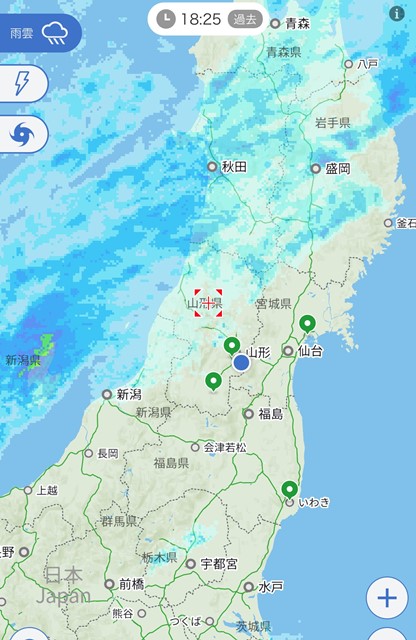 雨雲
18:25 過去
青森
青森県
八戸
岩手県
秋田
盛岡
釜石
山形県
宮城県
山形
仙台
新潟県
新潟
新潟県
福島
会津若松
長岡
福島県
上越
いわき
群馬県
栃木県
宇都宮
日本
Japan
前橋
水戸
熊谷
つくば
茨城県